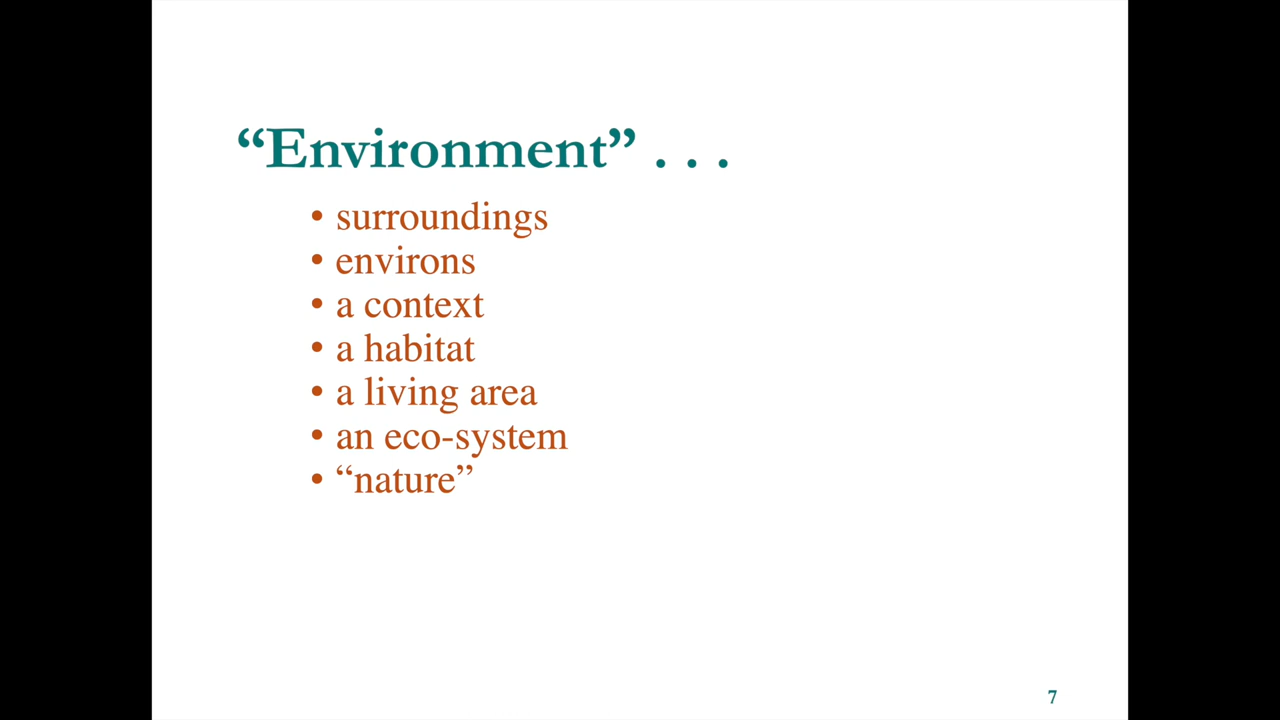 “Environment” . . .
• surroundings
• environs
• a context
• a habitat
• a living area
• an eco-system
• “nature”
7